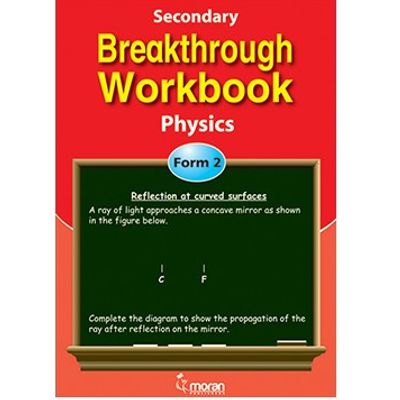 Secondary
Breakthrough
Workbook
Physics
Form 2
Reflection at curved surfaces
A ray of light approaches a concave mirror as shown
in the figure below.
C F
Complete the diagram to show the propagation of the
ray after reflection on the mirror.
moran